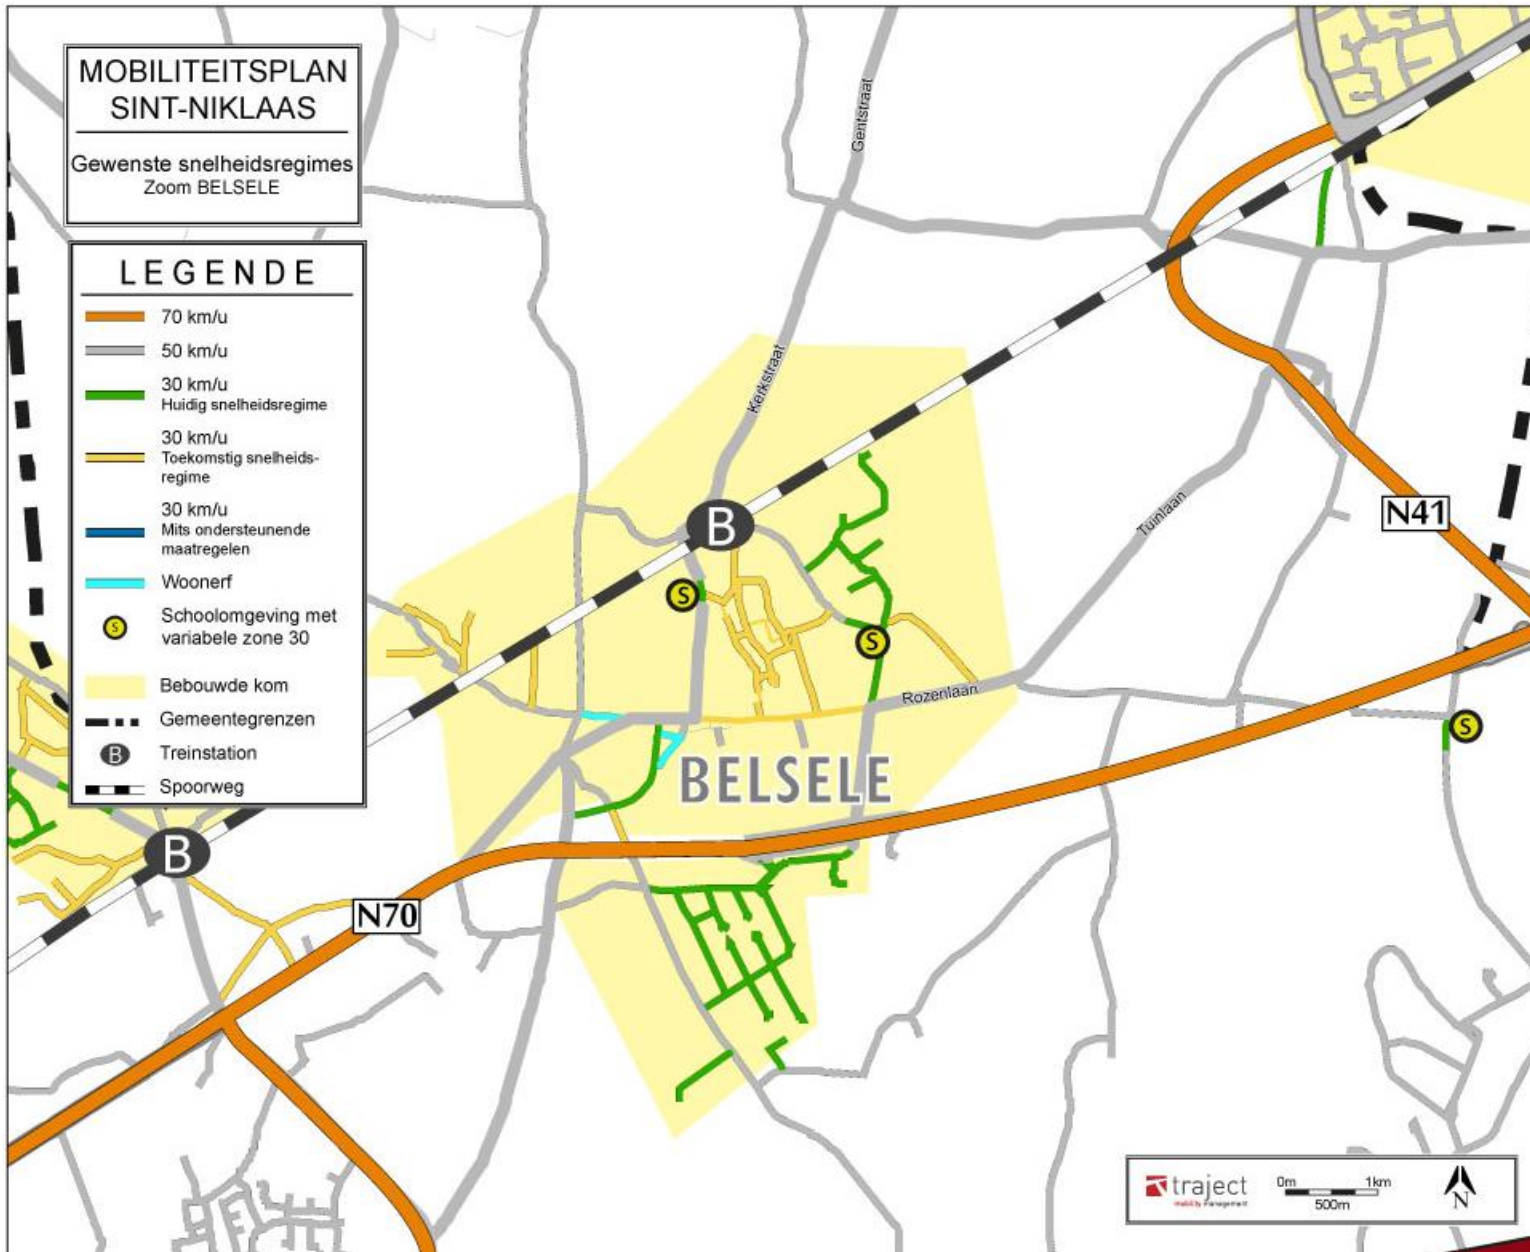 MOBILITEITSPLAN
SINT-NIKLAAS
Gewenste snelheidsregimes
Zoom BELSELE
LEGENDE
70 km/u
50 km/u
30 km/u
Huidig snelheidsregime
30 km/u
Toekomstig snelheids-
regime
30 km/u
Mits ondersteunende
maatregelen
Woonerf
S
Schoolomgeving met
variabele zone 30
Bebouwde kom
Gemeentegrenzen
B
Treinstation
Spoorweg
Gentstraat
Kerkstraat
B
S
S
Tuinlaan
N41
Rozenlaan
S
BELSELE
B
N70
traject
mobility management
0m
1km
500m
N